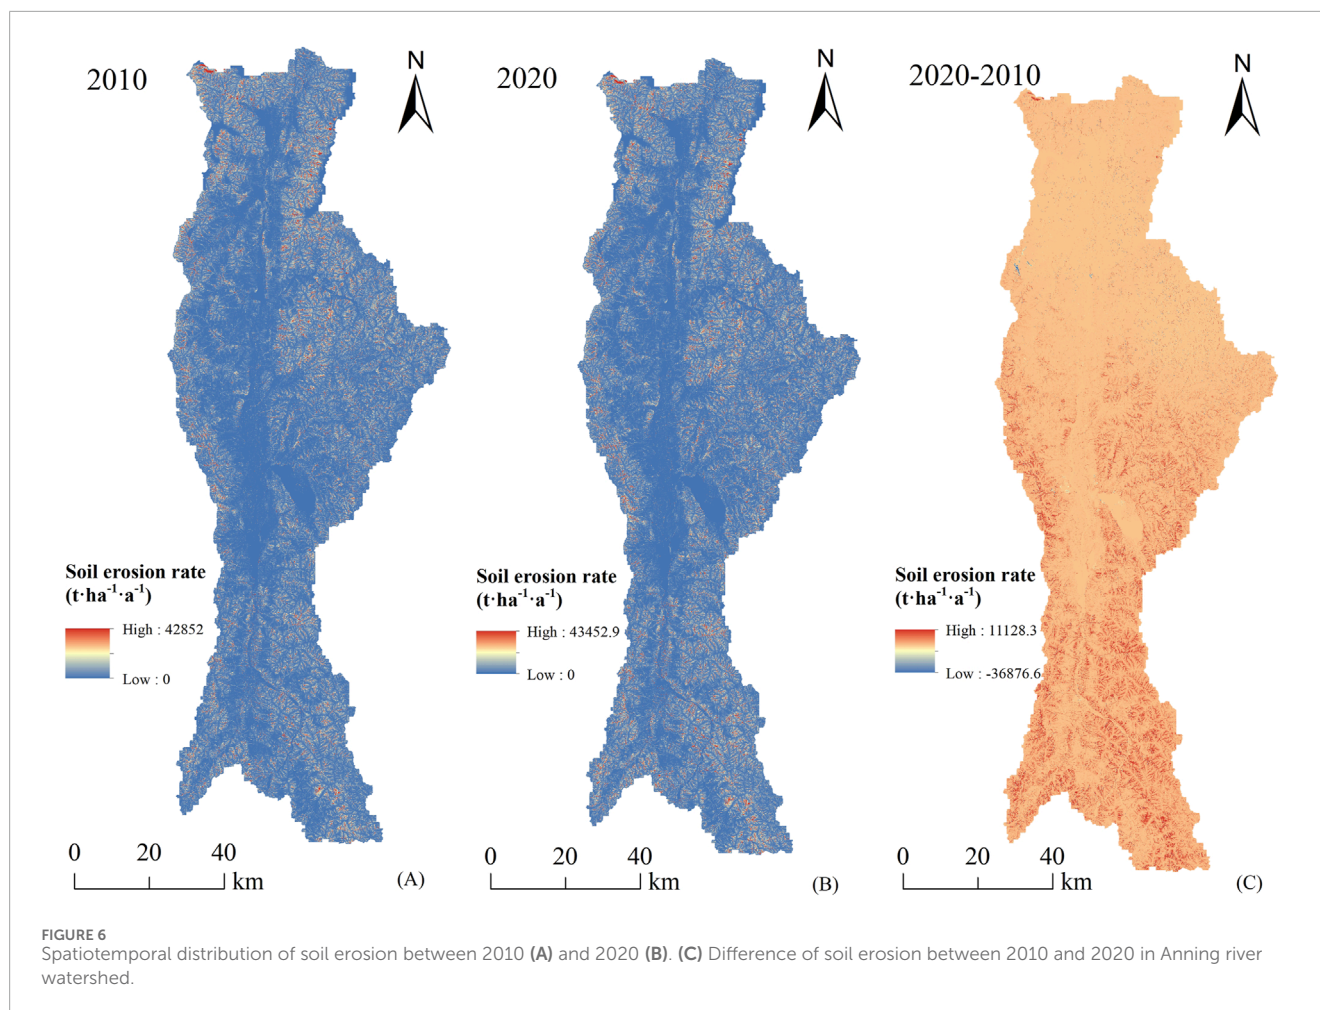 2010
N
Soil erosion rate
(t·ha⁻¹·a⁻¹)
High : 42852
Low : 0
0 20 40
km
(A)
2020
N
Soil erosion rate
(t·ha⁻¹·a⁻¹)
High : 43452.9
Low : 0
0 20 40
km
(B)
2020-2010
N
Soil erosion rate
(t·ha⁻¹·a⁻¹)
High : 11128.3
Low : -36876.6
0 20 40
km
(C)
FIGURE 6
Spatiotemporal distribution of soil erosion between 2010 (A) and 2020 (B). (C) Difference of soil erosion between 2010 and 2020 in Anning river
watershed.